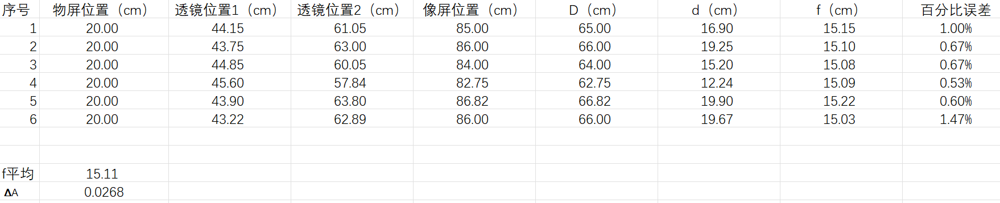 序号 物屏位置（cm） 透镜位置1（cm） 透镜位置2（cm） 像屏位置（cm） D（cm） d（cm） f（cm） 百分比误差
1 20.00 44.15 61.05 85.00 65.00 16.90 15.15 1.00%
2 20.00 43.75 63.00 86.00 66.00 19.25 15.10 0.67%
3 20.00 44.85 60.05 84.00 64.00 15.20 15.08 0.67%
4 20.00 45.60 57.84 82.75 62.75 12.24 15.09 0.53%
5 20.00 43.90 63.80 86.82 66.82 19.90 15.22 0.60%
6 20.00 43.22 62.89 86.00 66.00 19.67 15.03 1.47%
f平均 15.11
ΔA 0.0268